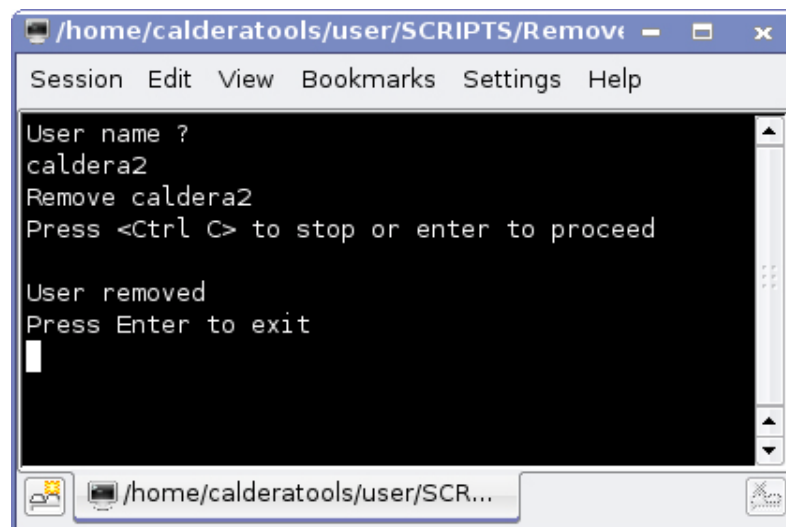 /home/calderatools/user/SCRIPTS/Remove
Session Edit View Bookmarks Settings Help
User name ?
caldera2
Remove caldera2
Press <Ctrl C> to stop or enter to proceed
User removed
Press Enter to exit
/home/calderatools/user/SCR...